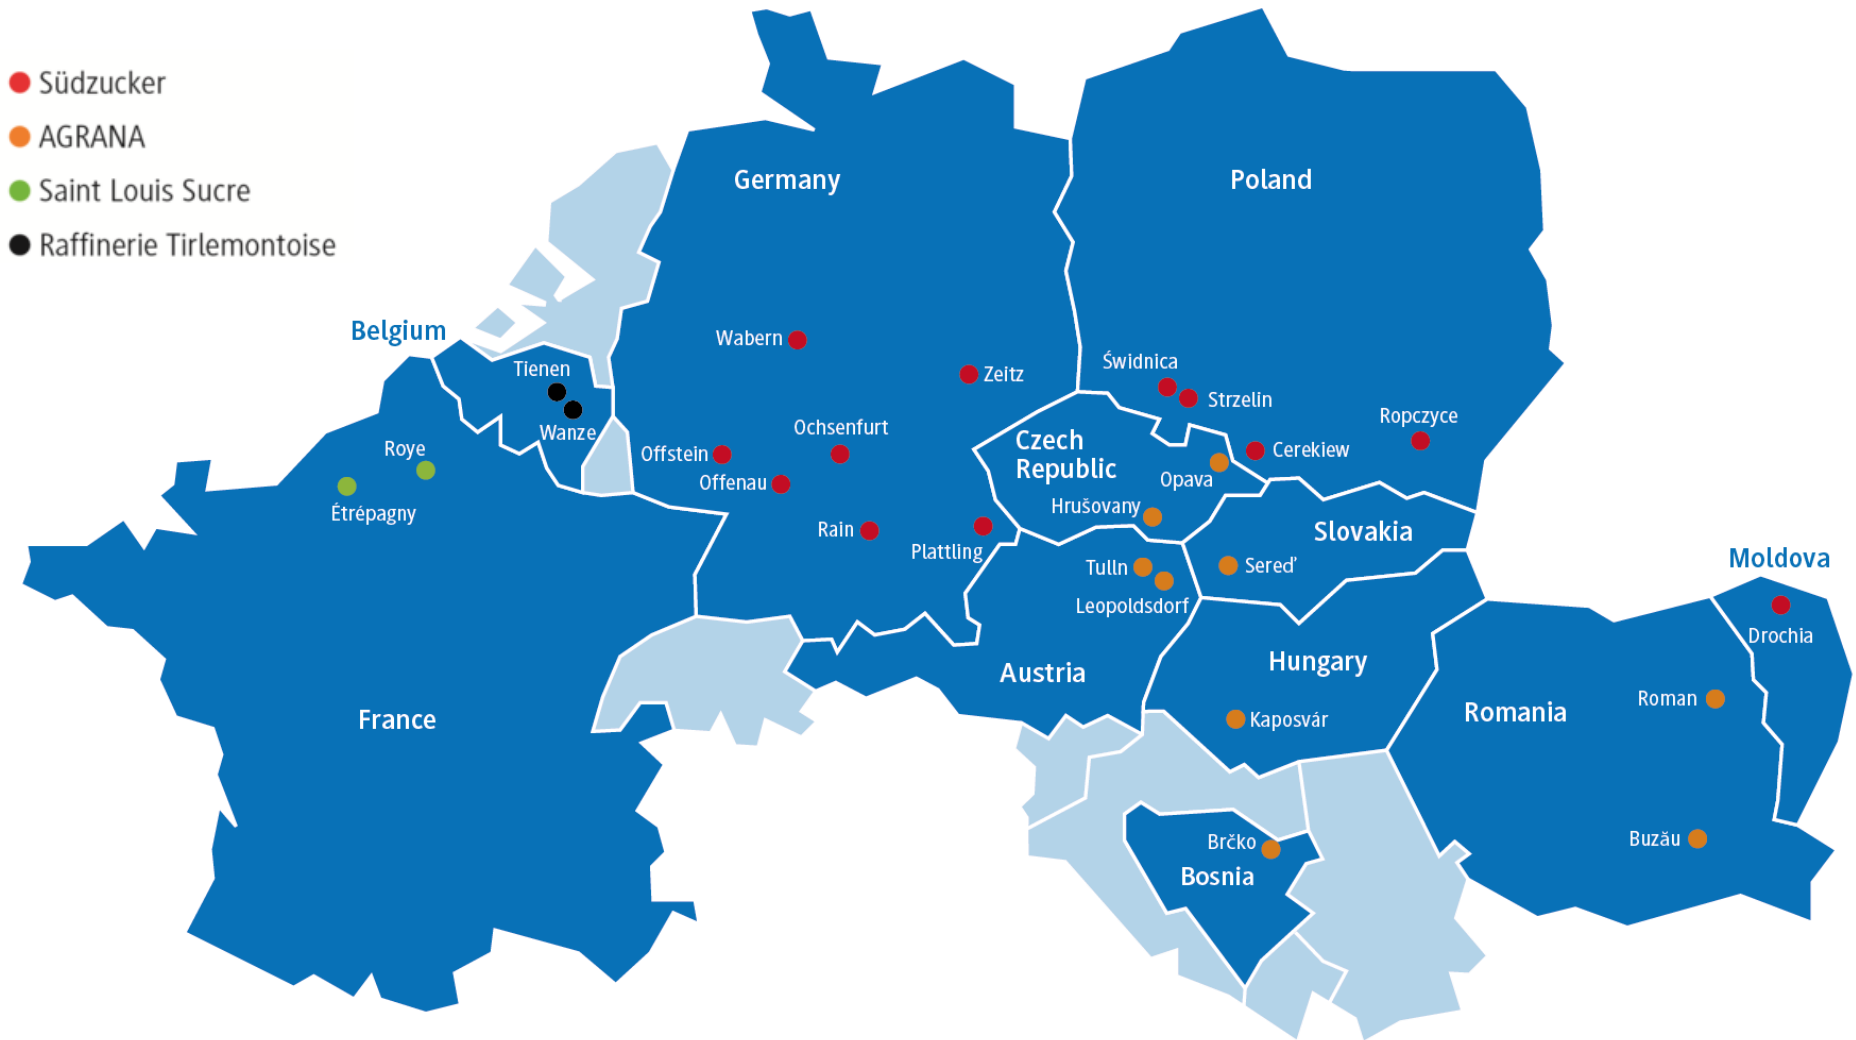 Südzucker
AGRANA
Saint Louis Sucre
Raffinerie Tirlemontoise
Germany
Poland
Belgium
Wabern
Tienen
Zeitz
Świdnica
Strzelin
Wanze
Ropczyce
Ochsenfurt
Roye
Offstein
Czech
Republic
Cerekiew
Offenau
Opava
Étrépagny
Hrušovany
Rain
Plattling
Slovakia
Moldova
Tulln
Sereď
Leopoldsdorf
Drochia
Austria
Hungary
Roman
France
Romania
Kaposvár
Buzău
Brčko
Bosnia